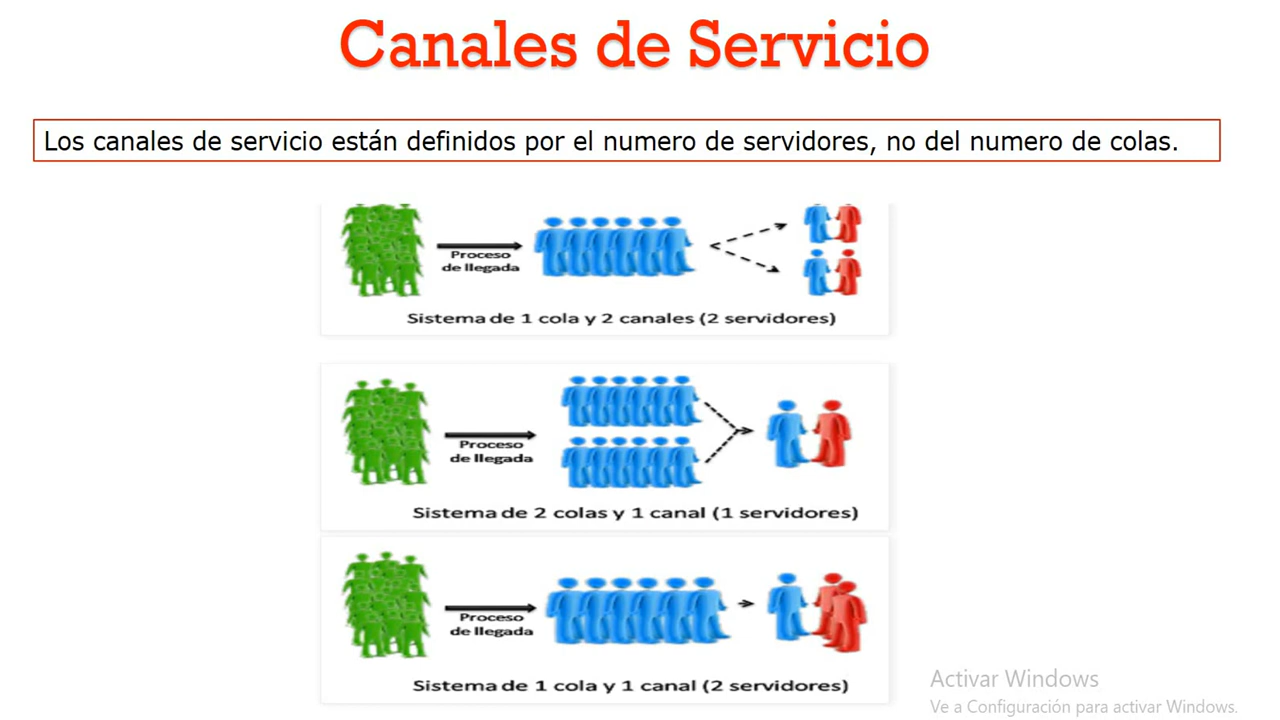 Canales de Servicio
Los canales de servicio están definidos por el numero de servidores, no del numero de colas.
Proceso
de llegada
Sistema de 1 cola y 2 canales (2 servidores)
Proceso
de llegada
Sistema de 2 colas y 1 canal (1 servidores)
Proceso
de llegada
Sistema de 1 cola y 1 canal (2 servidores)
Activar Windows
Ve a Configuración para activar Windows.